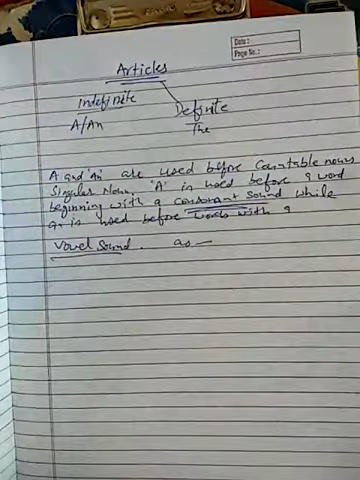 Date:
Page No.:
Articles
Indefinite
Definite
A/An
The
A and 'An' are used before Countable nouns
Singular Noun, 'A' is used before a word
beginning with a consonant sound while
an is used before words with a
Vowel Sound. as —